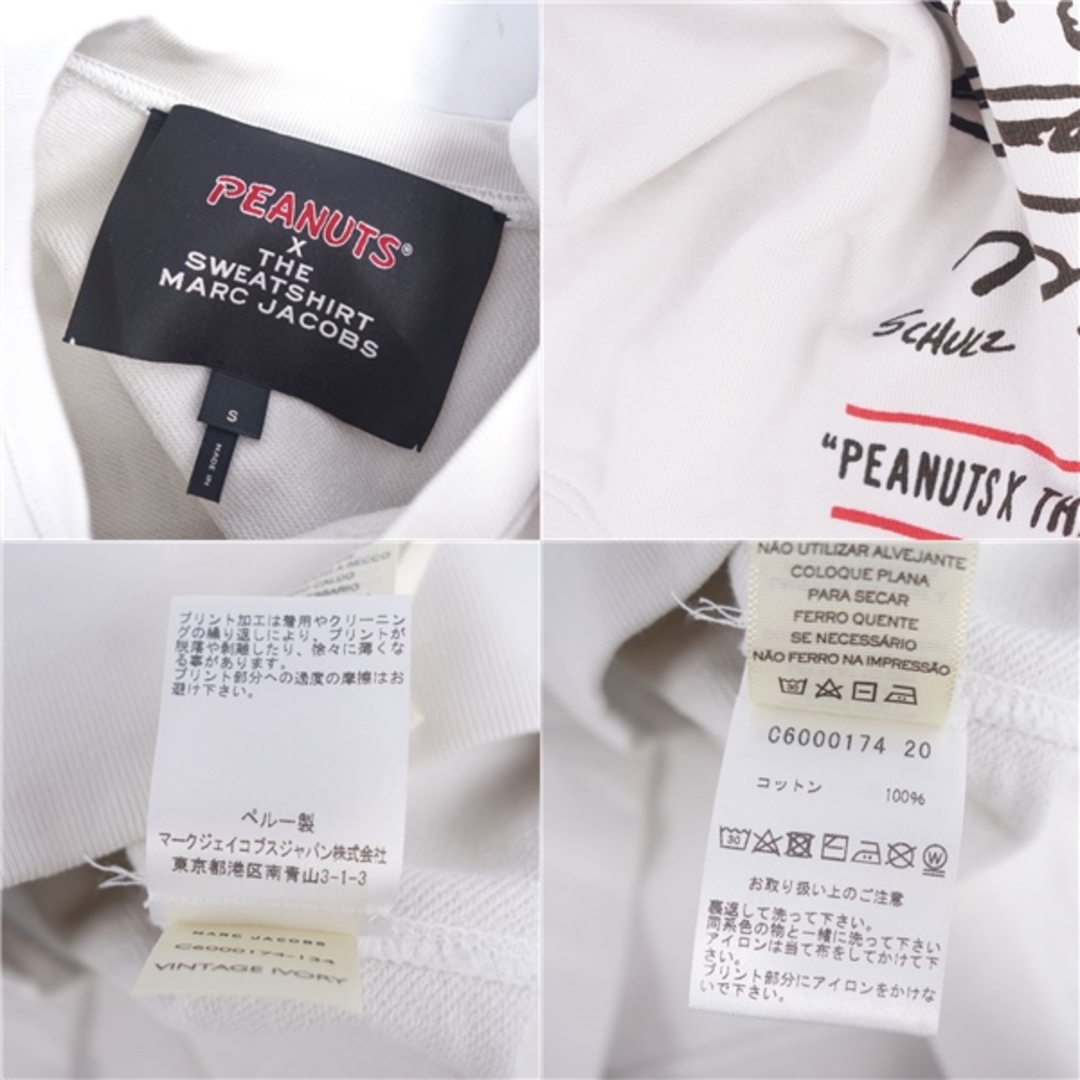 PEANUTS®
X
THE
SWEATSHIRT
MARC JACOBS
S
MADE IN
SCHULZ
“PEANUTS X TH
SECCO
CALDO
プリント加工は着用やクリーニン
グの繰り返しにより、プリントが
脱落や剥離したり、徐々に薄くな
る事があります。
プリント部分への過度の摩擦はお
避け下さい。
ペルー製
マークジェイコブスジャパン株式会社
東京都港区南青山3-1-3
MARC JACOBS
C6000174-134
VINTAGE IVORY
NÃO UTILIZAR ALVEJANTE
COLOQUE PLANA
PARA SECAR
FERRO QUENTE
SE NECESSÁRIO
NÃO FERRO NA IMPRESSÃO
30
C6000174 20
コットン 100%
30 W
お取り扱い上のご注意
裏返して洗って下さい。
同系色の物と一緒に洗って下さい
アイロンは当て布をしてかけて下
さい。
プリント部分にアイロンをかけな
いで下さい。